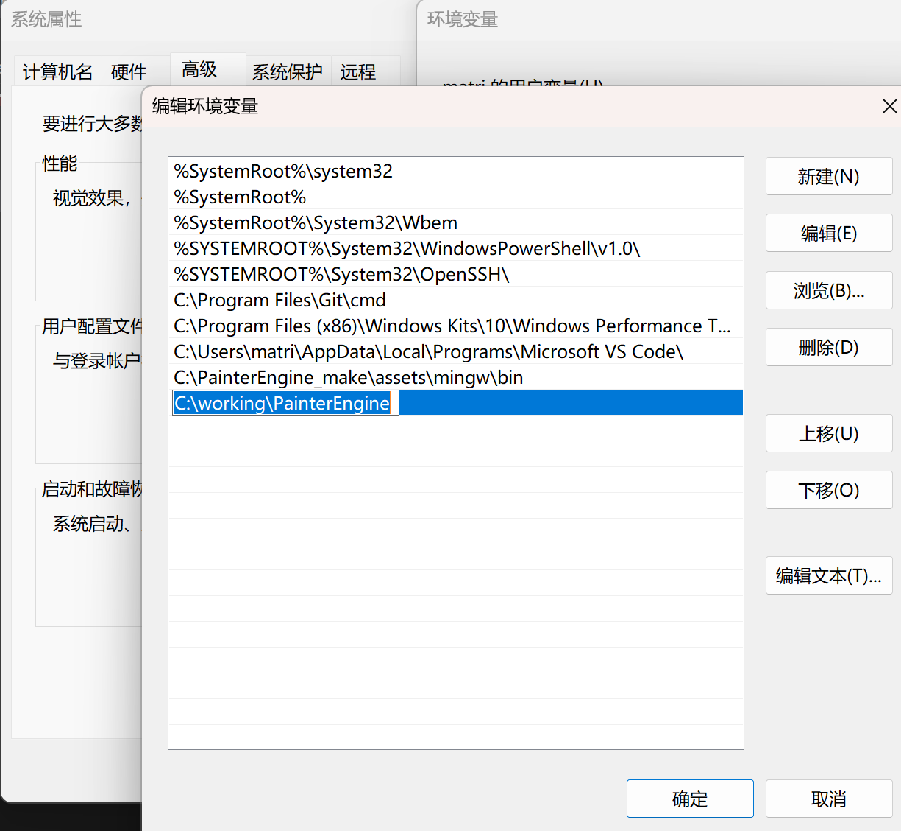 系统属性
环境变量
计算机名 硬件 高级 系统保护 远程
编辑环境变量
要进行大多数
性能
视觉效果，
用户配置文件
与登录帐户
启动和故障恢
系统启动、
%SystemRoot%\system32
%SystemRoot%
%SystemRoot%\System32\Wbem
%SYSTEMROOT%\System32\WindowsPowerShell\v1.0\
%SYSTEMROOT%\System32\OpenSSH\
C:\Program Files\Git\cmd
C:\Program Files (x86)\Windows Kits\10\Windows Performance T...
C:\Users\matri\AppData\Local\Programs\Microsoft VS Code\
C:\PainterEngine_make\assets\mingw\bin
C:\working\PainterEngine
新建(N)
编辑(E)
浏览(B)...
删除(D)
上移(U)
下移(O)
编辑文本(T)...
确定
取消